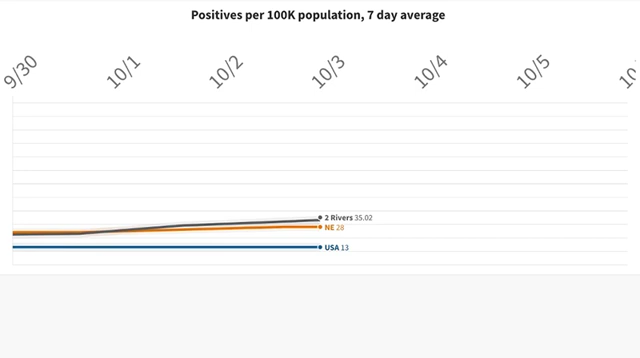 Positives per 100K population, 7 day average
9/30 10/1 10/2 10/3 10/4 10/5
2 Rivers 35.02
NE 28
USA 13